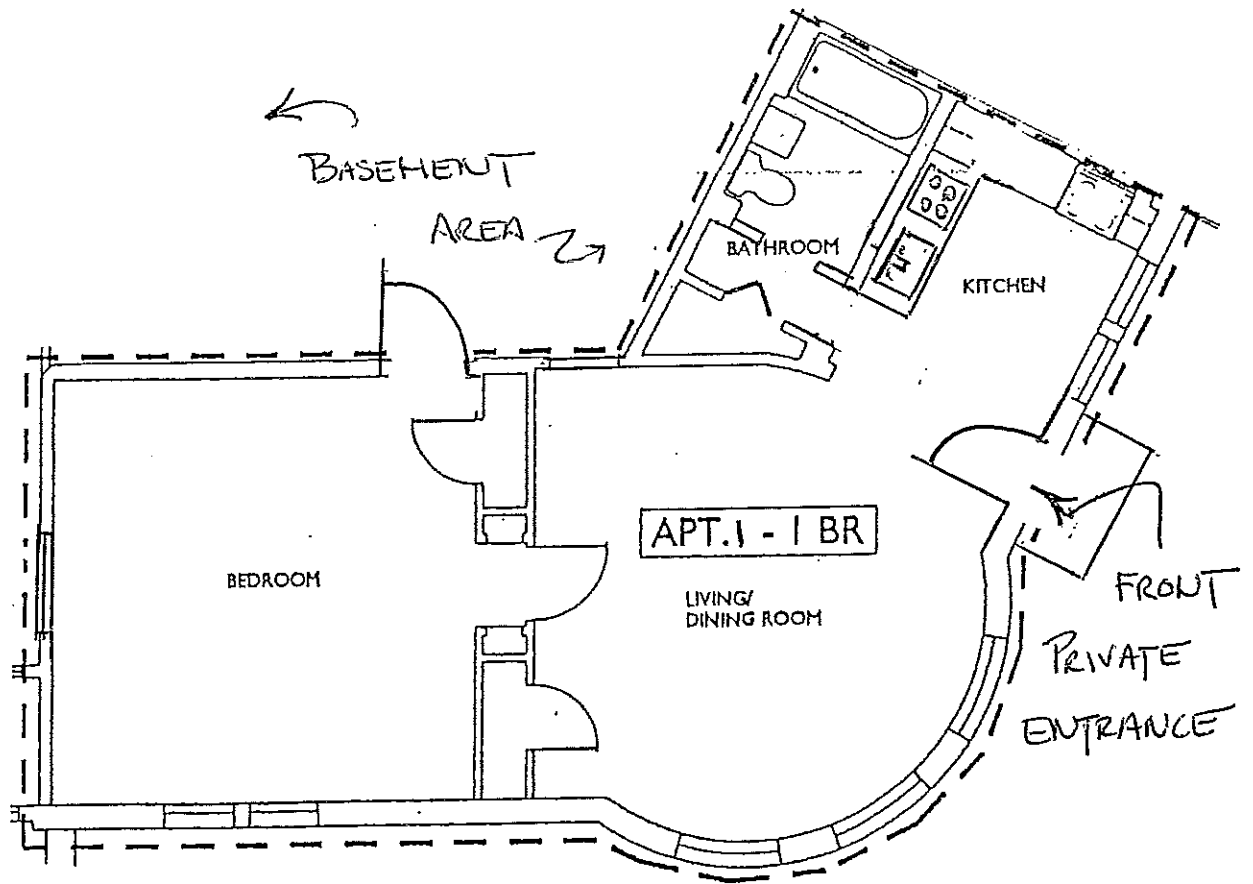 BASEMENT
AREA
BATHROOM
KITCHEN
APT.1 - 1 BR
BEDROOM
LIVING/
DINING ROOM
FRONT
PRIVATE
ENTRANCE